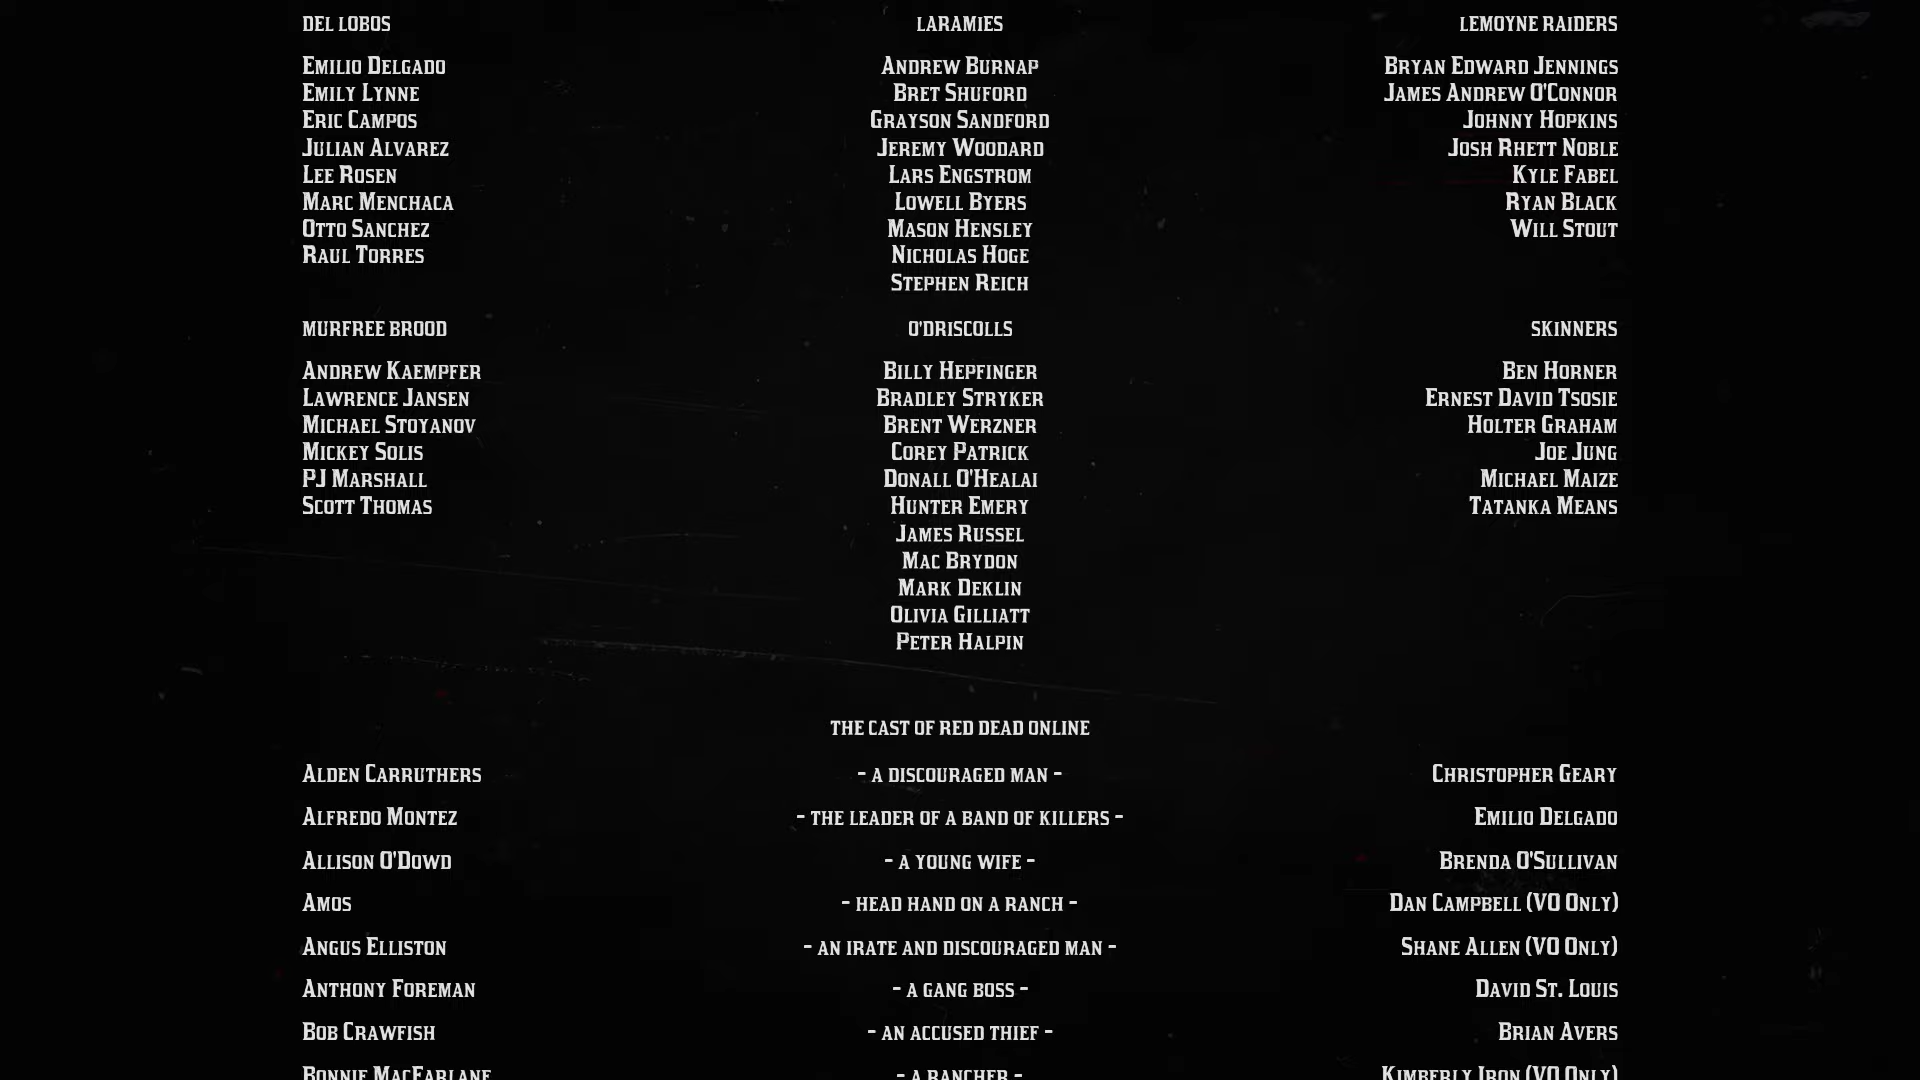 DEL LOBOS
EMILIO DELGADO
EMILY LYNNE
ERIC CAMPOS
JULIAN ALVAREZ
LEE ROSEN
MARC MENCHACA
OTTO SANCHEZ
RAUL TORRES
LARAMIES
ANDREW BURNAP
BRET SHUFORD
GRAYSON SANDFORD
JEREMY WOODARD
LARS ENGSTROM
LOWELL BYERS
MASON HENSLEY
NICHOLAS HOGE
STEPHEN REICH
LEMOYNE RAIDERS
BRYAN EDWARD JENNINGS
JAMES ANDREW O'CONNOR
JOHNNY HOPKINS
JOSH RHETT NOBLE
KYLE FABEL
RYAN BLACK
WILL STOUT
MURFREE BROOD
ANDREW KAEMPFER
LAWRENCE JANSEN
MICHAEL STOYANOV
MICKEY SOLIS
PJ MARSHALL
SCOTT THOMAS
O'DRISCOLLS
BILLY HEPFINGER
BRADLEY STRYKER
BRENT WERZNER
COREY PATRICK
DONALL O'HEALAI
HUNTER EMERY
JAMES RUSSEL
MAC BRYDON
MARK DEKLIN
OLIVIA GILLIATT
PETER HALPIN
SKINNERS
BEN HORNER
ERNEST DAVID TSOSIE
HOLTER GRAHAM
JOE JUNG
MICHAEL MAIZE
TATANKA MEANS
THE CAST OF RED DEAD ONLINE
ALDEN CARRUTHERS - A DISCOURAGED MAN - CHRISTOPHER GEARY
ALFREDO MONTEZ - THE LEADER OF A BAND OF KILLERS - EMILIO DELGADO
ALLISON O'DOWD - A YOUNG WIFE - BRENDA O'SULLIVAN
AMOS - HEAD HAND ON A RANCH - DAN CAMPBELL (VO ONLY)
ANGUS ELLISTON - AN IRATE AND DISCOURAGED MAN - SHANE ALLEN (VO ONLY)
ANTHONY FOREMAN - A GANG BOSS - DAVID ST. LOUIS
BOB CRAWFISH - AN ACCUSED THIEF - BRIAN AVERS
BONNIE MACFARLANE - A RANCHER - KIMBERLY IRON (VO ONLY)